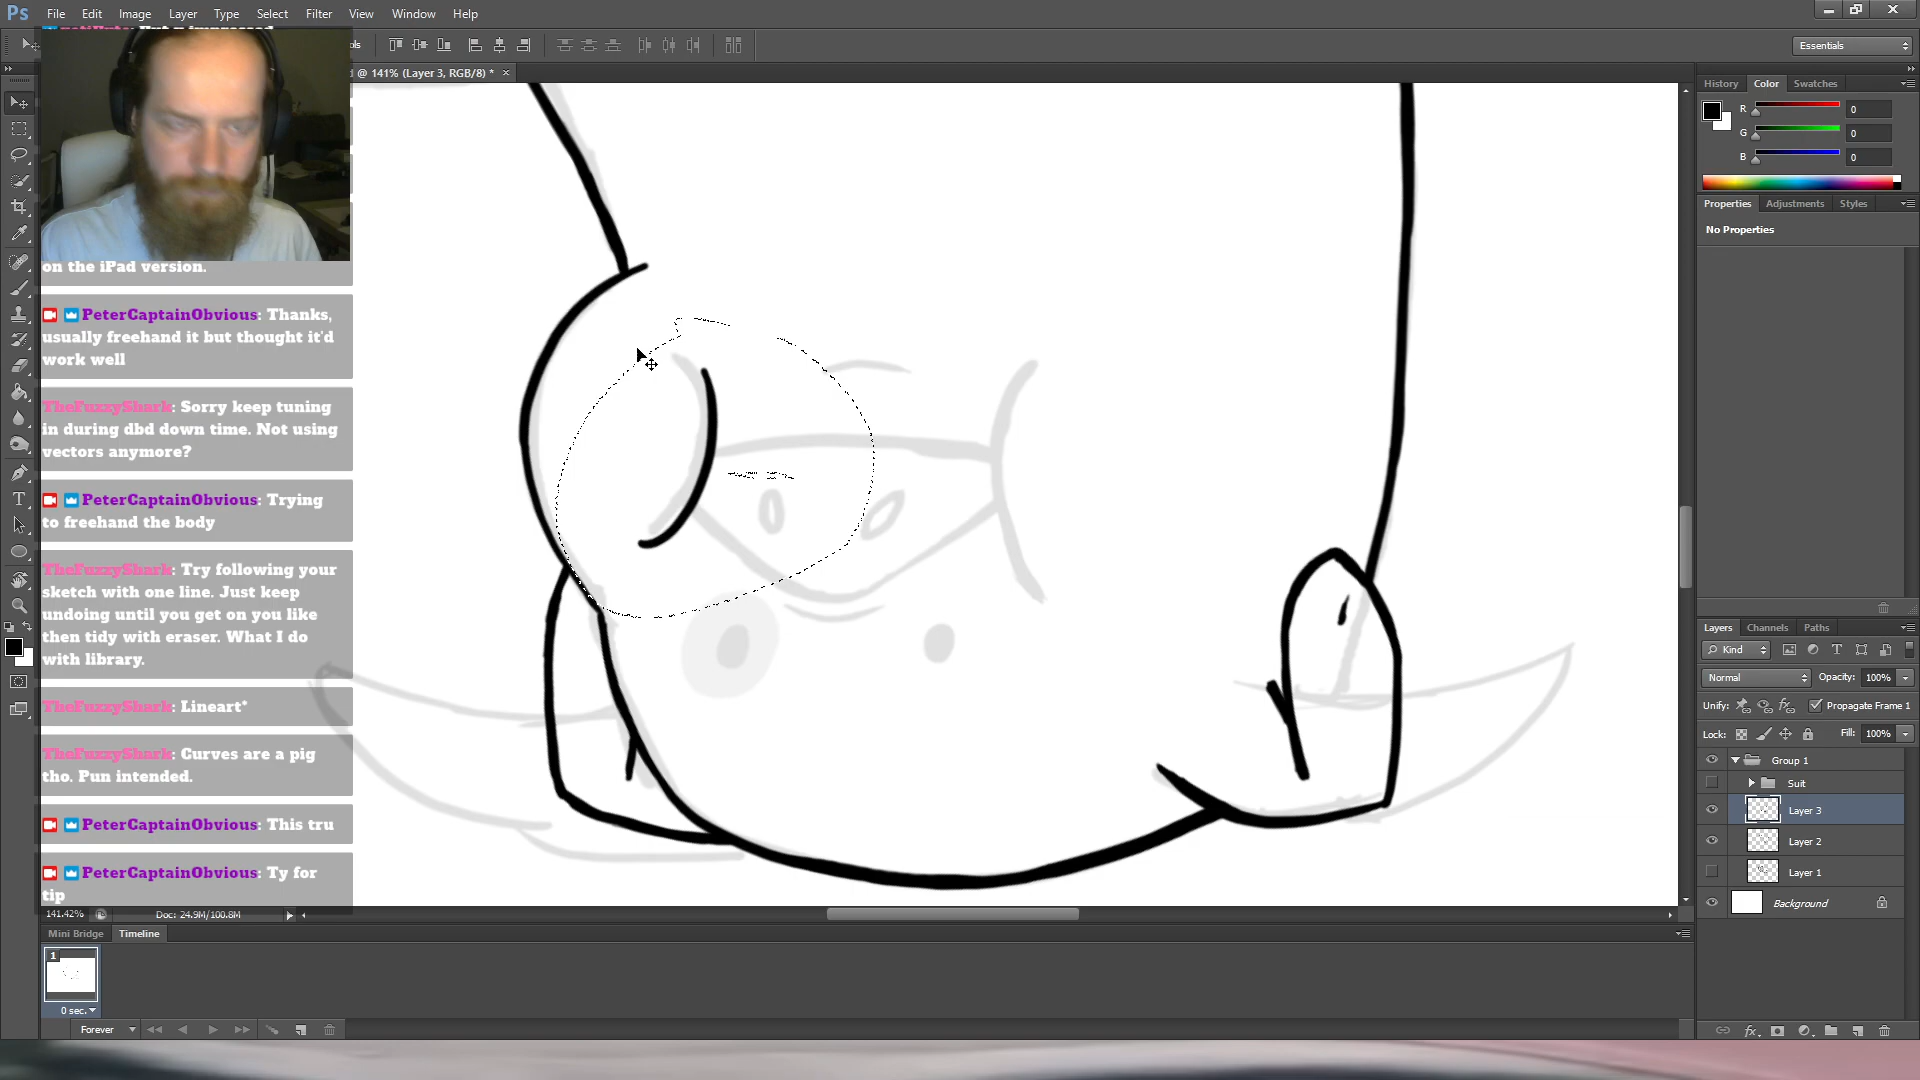 Ps File Edit Image Layer Type Select Filter View Window Help
Essentials
d @ 141% (Layer 3, RGB/8) * ×
History Color Swatches
R 0
G 0
B 0
Properties Adjustments Styles
No Properties
on the iPad version.
PeterCaptainObvious: Thanks,
usually freehand it but thought it'd
work well
TheFuzzyShark: Sorry keep tuning
in during dbd down time. Not using
vectors anymore?
PeterCaptainObvious: Trying
to freehand the body
TheFuzzyShark: Try following your
sketch with one line. Just keep
undoing until you get on you like
then tidy with eraser. What I do
with library.
TheFuzzyShark: Lineart*
TheFuzzyShark: Curves are a pig
tho. Pun intended.
PeterCaptainObvious: This tru
PeterCaptainObvious: Ty for
tip
Layers Channels Paths
Kind
Normal Opacity: 100%
Unify: Propagate Frame 1
Lock: Fill: 100%
Group 1
Suit
Layer 3
Layer 2
Layer 1
Background
141.42% Doc: 24.9M/100.8M
Mini Bridge Timeline
1
0 sec.
Forever